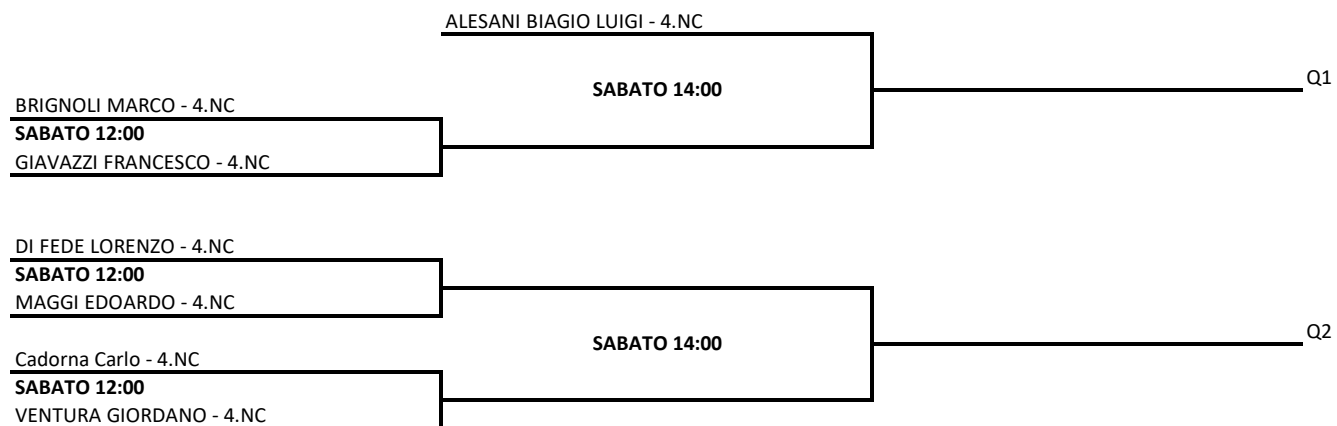 ALESANI BIAGIO LUIGI - 4.NC
SABATO 14:00
Q1
BRIGNOLI MARCO - 4.NC
SABATO 12:00
GIAVAZZI FRANCESCO - 4.NC
DI FEDE LORENZO - 4.NC
SABATO 12:00
MAGGI EDOARDO - 4.NC
SABATO 14:00
Q2
Cadorna Carlo - 4.NC
SABATO 12:00
VENTURA GIORDANO - 4.NC